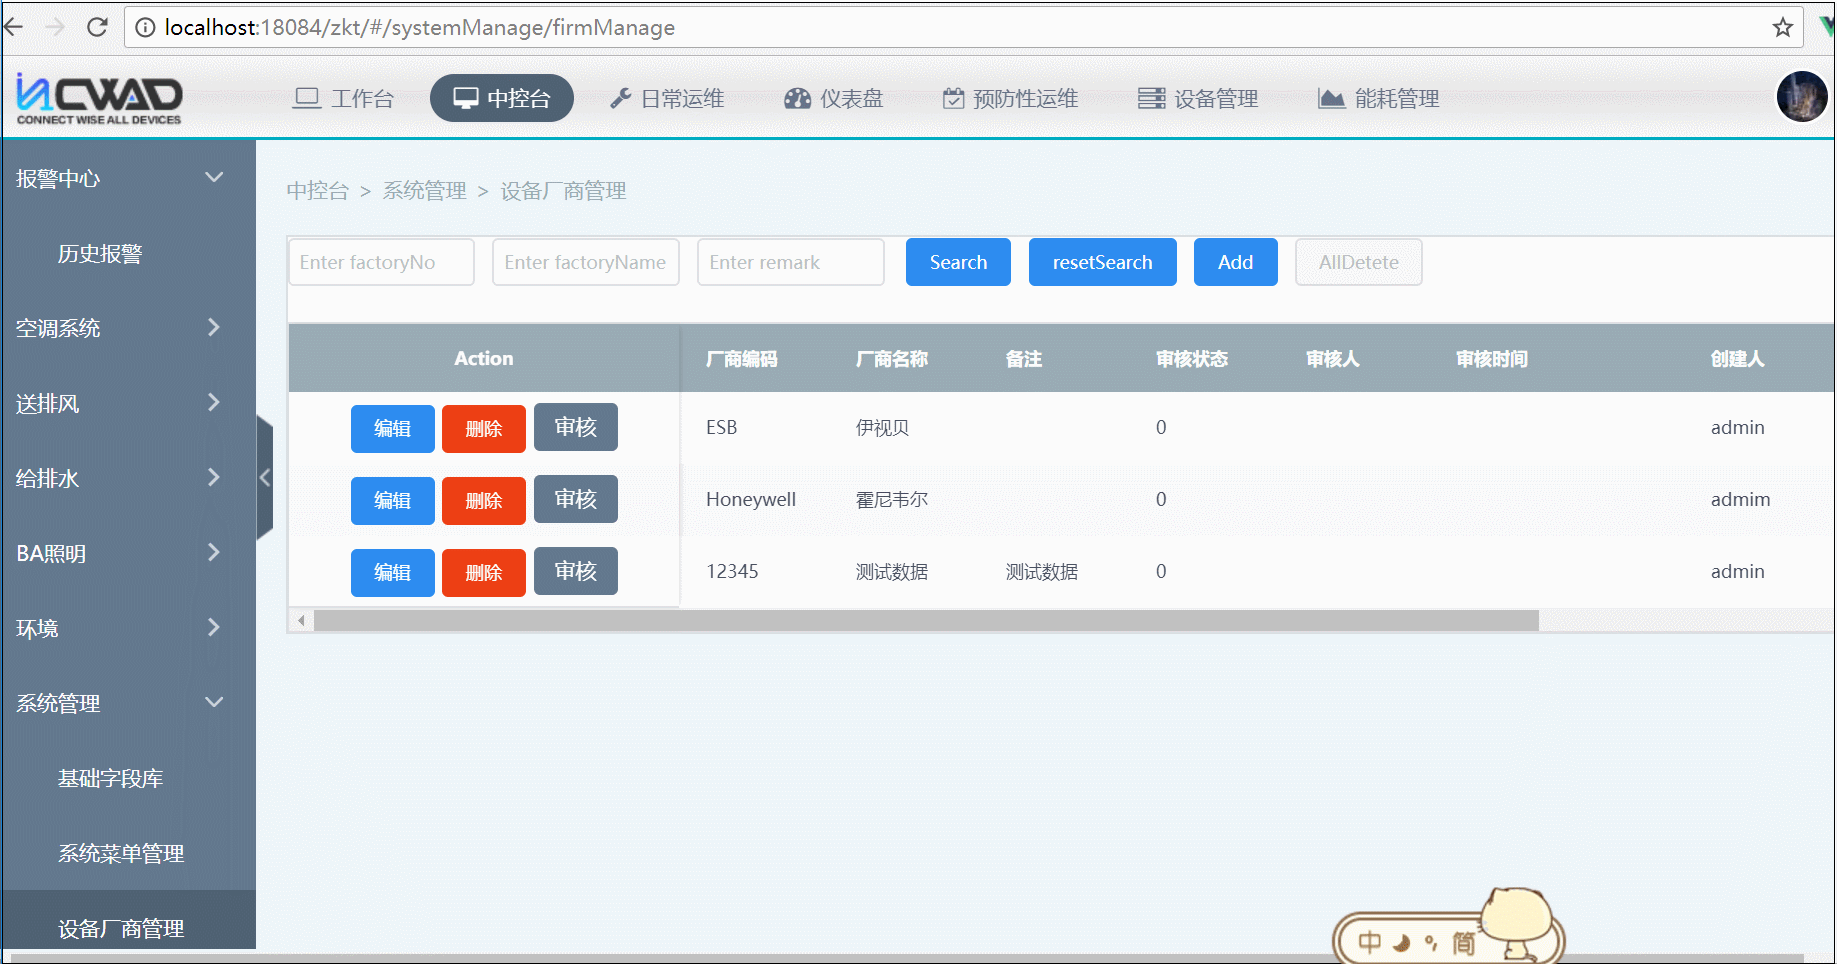 localhost:18084/zkt/#/systemManage/firmManage
inCWAD
CONNECT WISE ALL DEVICES
工作台 中控台 日常运维 仪表盘 预防性运维 设备管理 能耗管理
报警中心
历史报警
空调系统
送排风
给排水
BA照明
环境
系统管理
基础字段库
系统菜单管理
设备厂商管理
中控台 > 系统管理 > 设备厂商管理
Enter factoryNo Enter factoryName Enter remark Search resetSearch Add AllDetete
Action 厂商编码 厂商名称 备注 审核状态 审核人 审核时间 创建人
编辑 删除 审核 ESB 伊视贝 0 admin
编辑 删除 审核 Honeywell 霍尼韦尔 0 admim
编辑 删除 审核 12345 测试数据 测试数据 0 admin
中 简